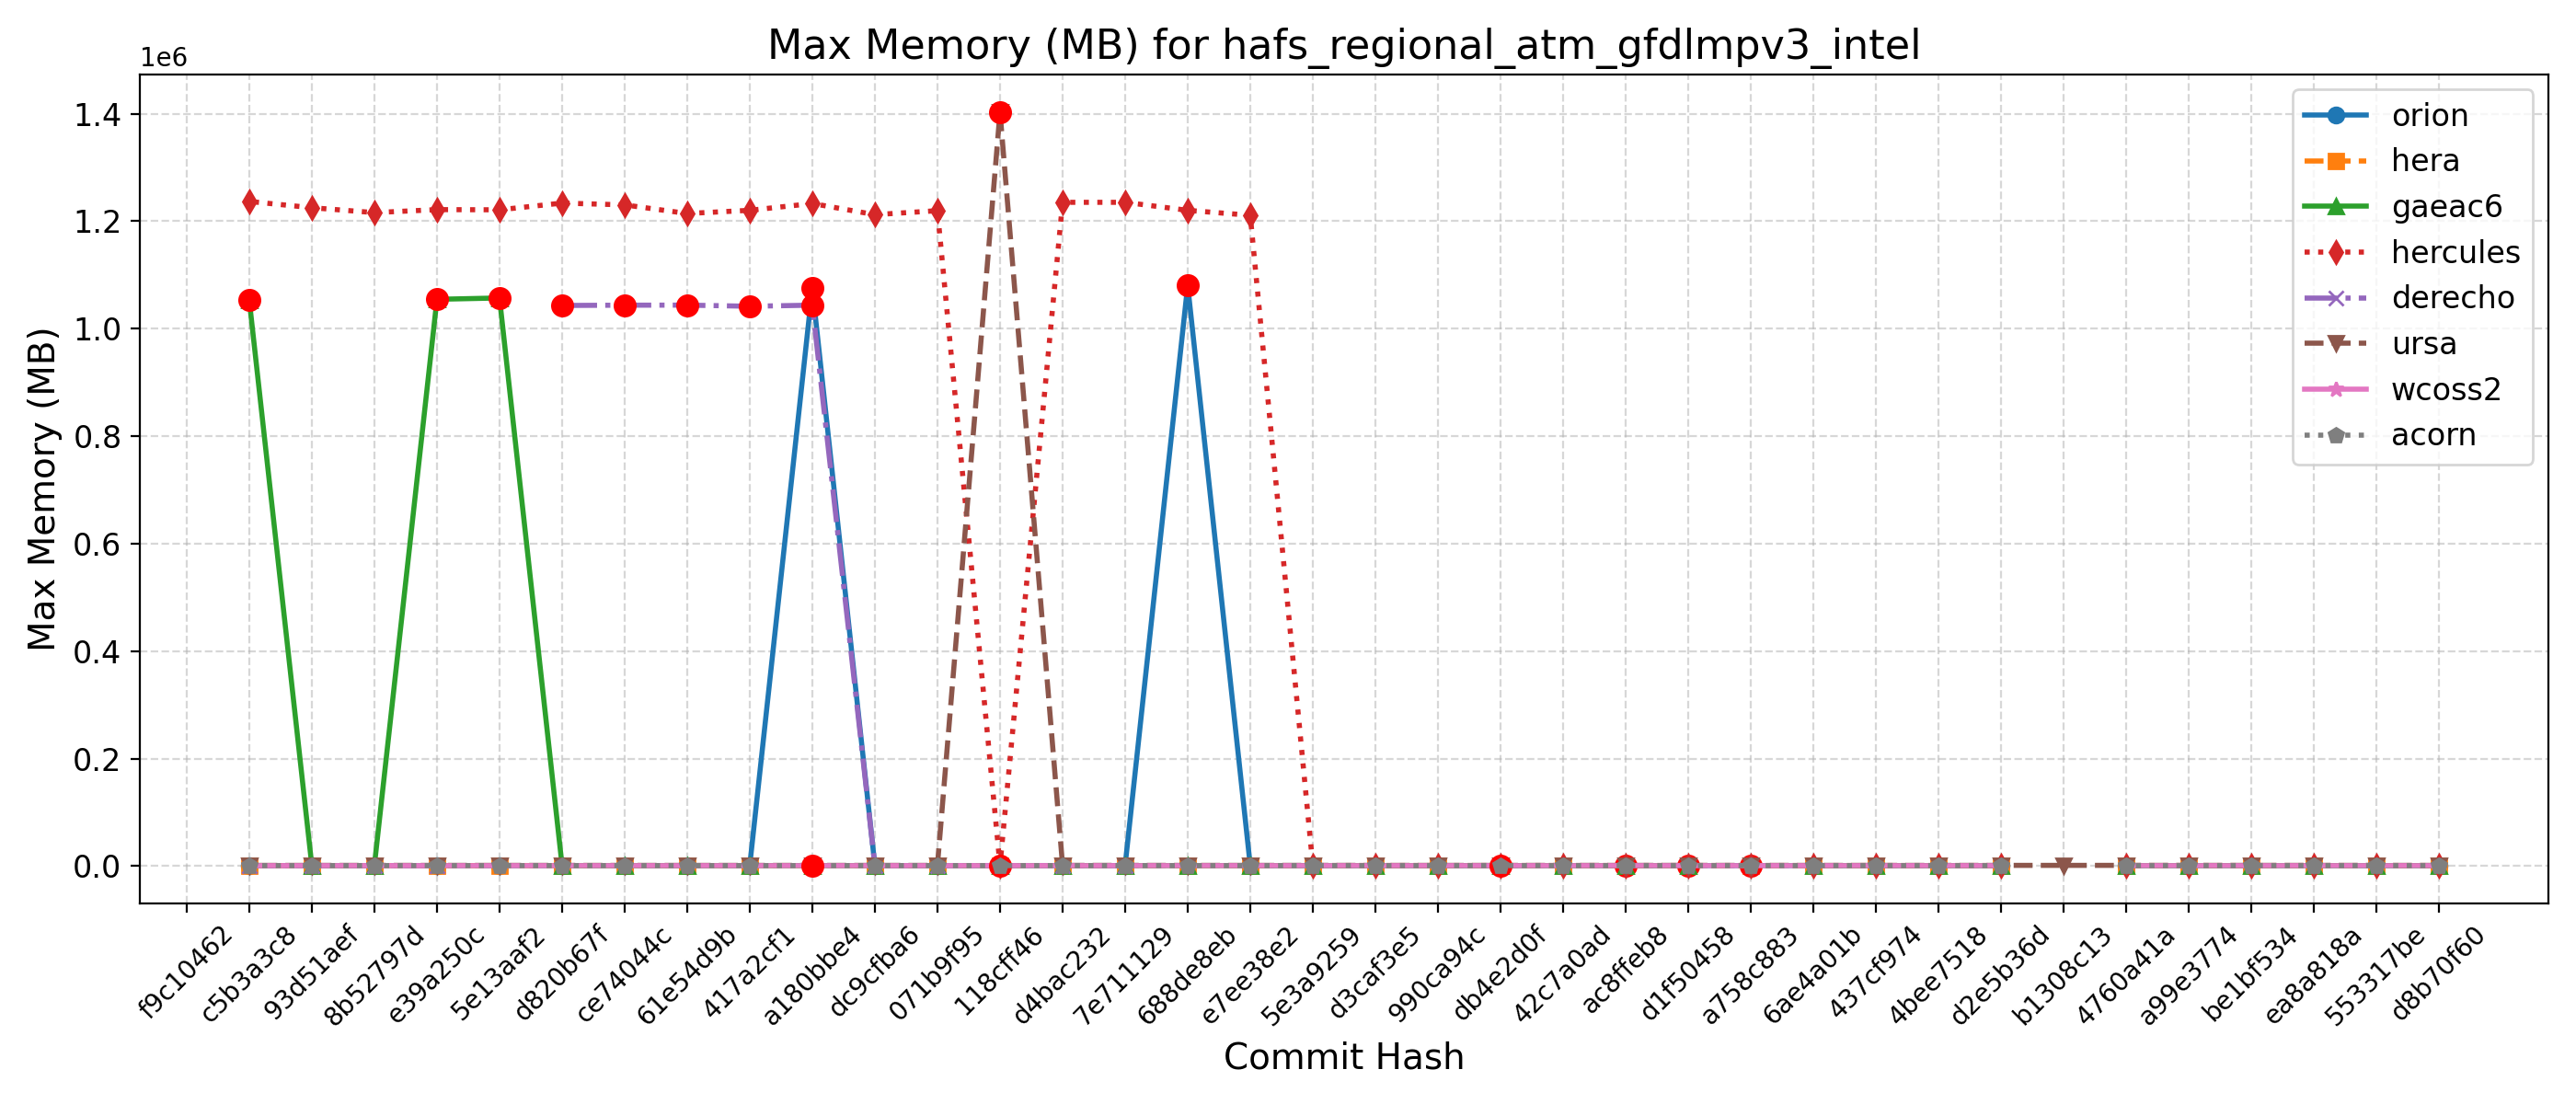 Max Memory (MB) for hafs_regional_atm_gfdlmpv3_intel
1e6
1.4
1.2
1.0
0.8
0.6
0.4
0.2
0.0
Max Memory (MB)
orion
hera
gaeac6
hercules
derecho
ursa
wcoss2
acorn
f9c10462
c5b3a3c8
93d51aef
8b52797d
e39a250c
5e13aaf2
d820b67f
ce74044c
61e54d9b
417a2cf1
a180bbe4
dc9cfba6
071b9f95
118cff46
d4bac232
7e711129
688de8eb
e7ee38e2
5e3a9259
d3caf3e5
990ca94c
db4e2d0f
42c7a0ad
ac8ffeb8
d1f50458
a758c883
6ae4a01b
437cf974
4bee7518
d2e5b36d
b1308c13
4760a41a
a99e3774
be1bf534
ea8a818a
553317be
d8b70f60
Commit Hash